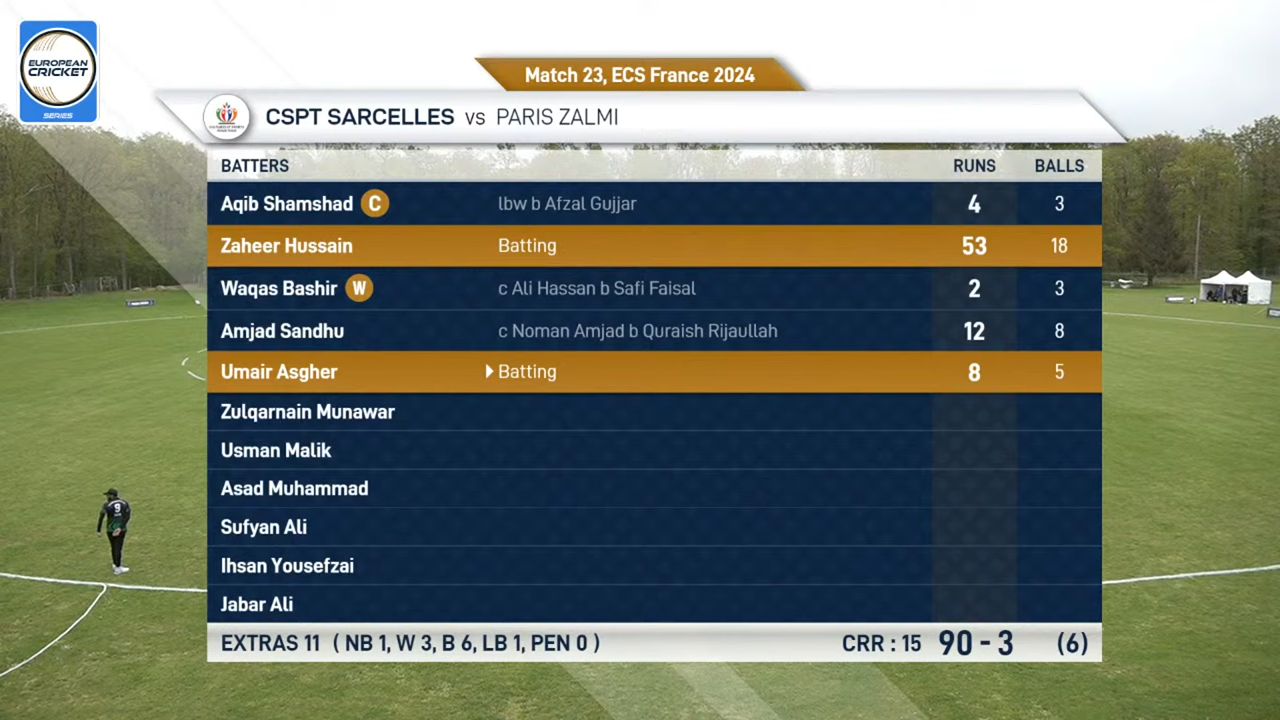 EUROPEAN
CRICKET
SERIES
Match 23, ECS France 2024
CSPT SARCELLES vs PARIS ZALMI
BATTERS RUNS BALLS
Aqib Shamshad C lbw b Afzal Gujjar 4 3
Zaheer Hussain Batting 53 18
Waqas Bashir W c Ali Hassan b Safi Faisal 2 3
Amjad Sandhu c Noman Amjad b Quraish Rijaullah 12 8
Umair Asgher Batting 8 5
Zulqarnain Munawar
Usman Malik
Asad Muhammad
Sufyan Ali
Ihsan Yousefzai
Jabar Ali
9
EXTRAS 11 ( NB 1, W 3, B 6, LB 1, PEN 0 ) CRR : 15 90 - 3 (6)